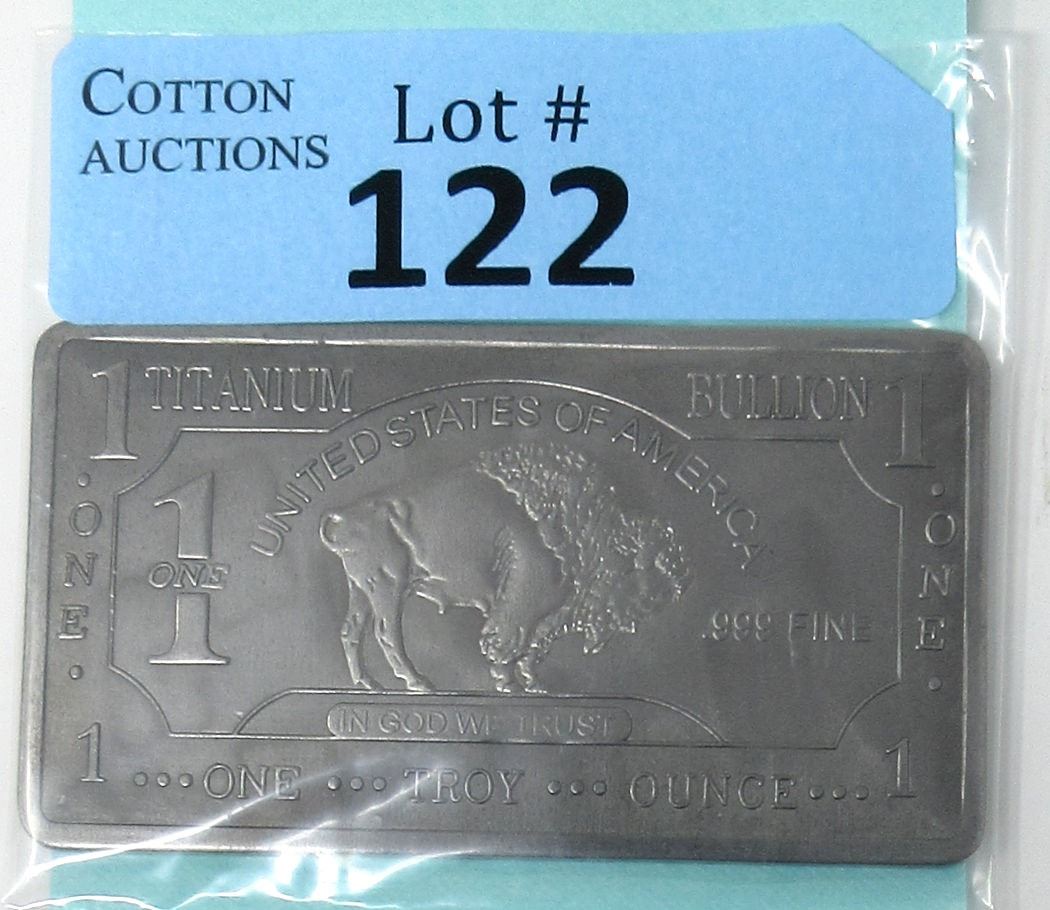 COTTON
AUCTIONS
Lot #
122
1 TITANIUM BULLION 1
UNITED STATES OF AMERICA
· ONE ·
1
ONE
.999 FINE
· ONE ·
IN GOD WE TRUST
1 ··· ONE ··· TROY ··· OUNCE ··· 1